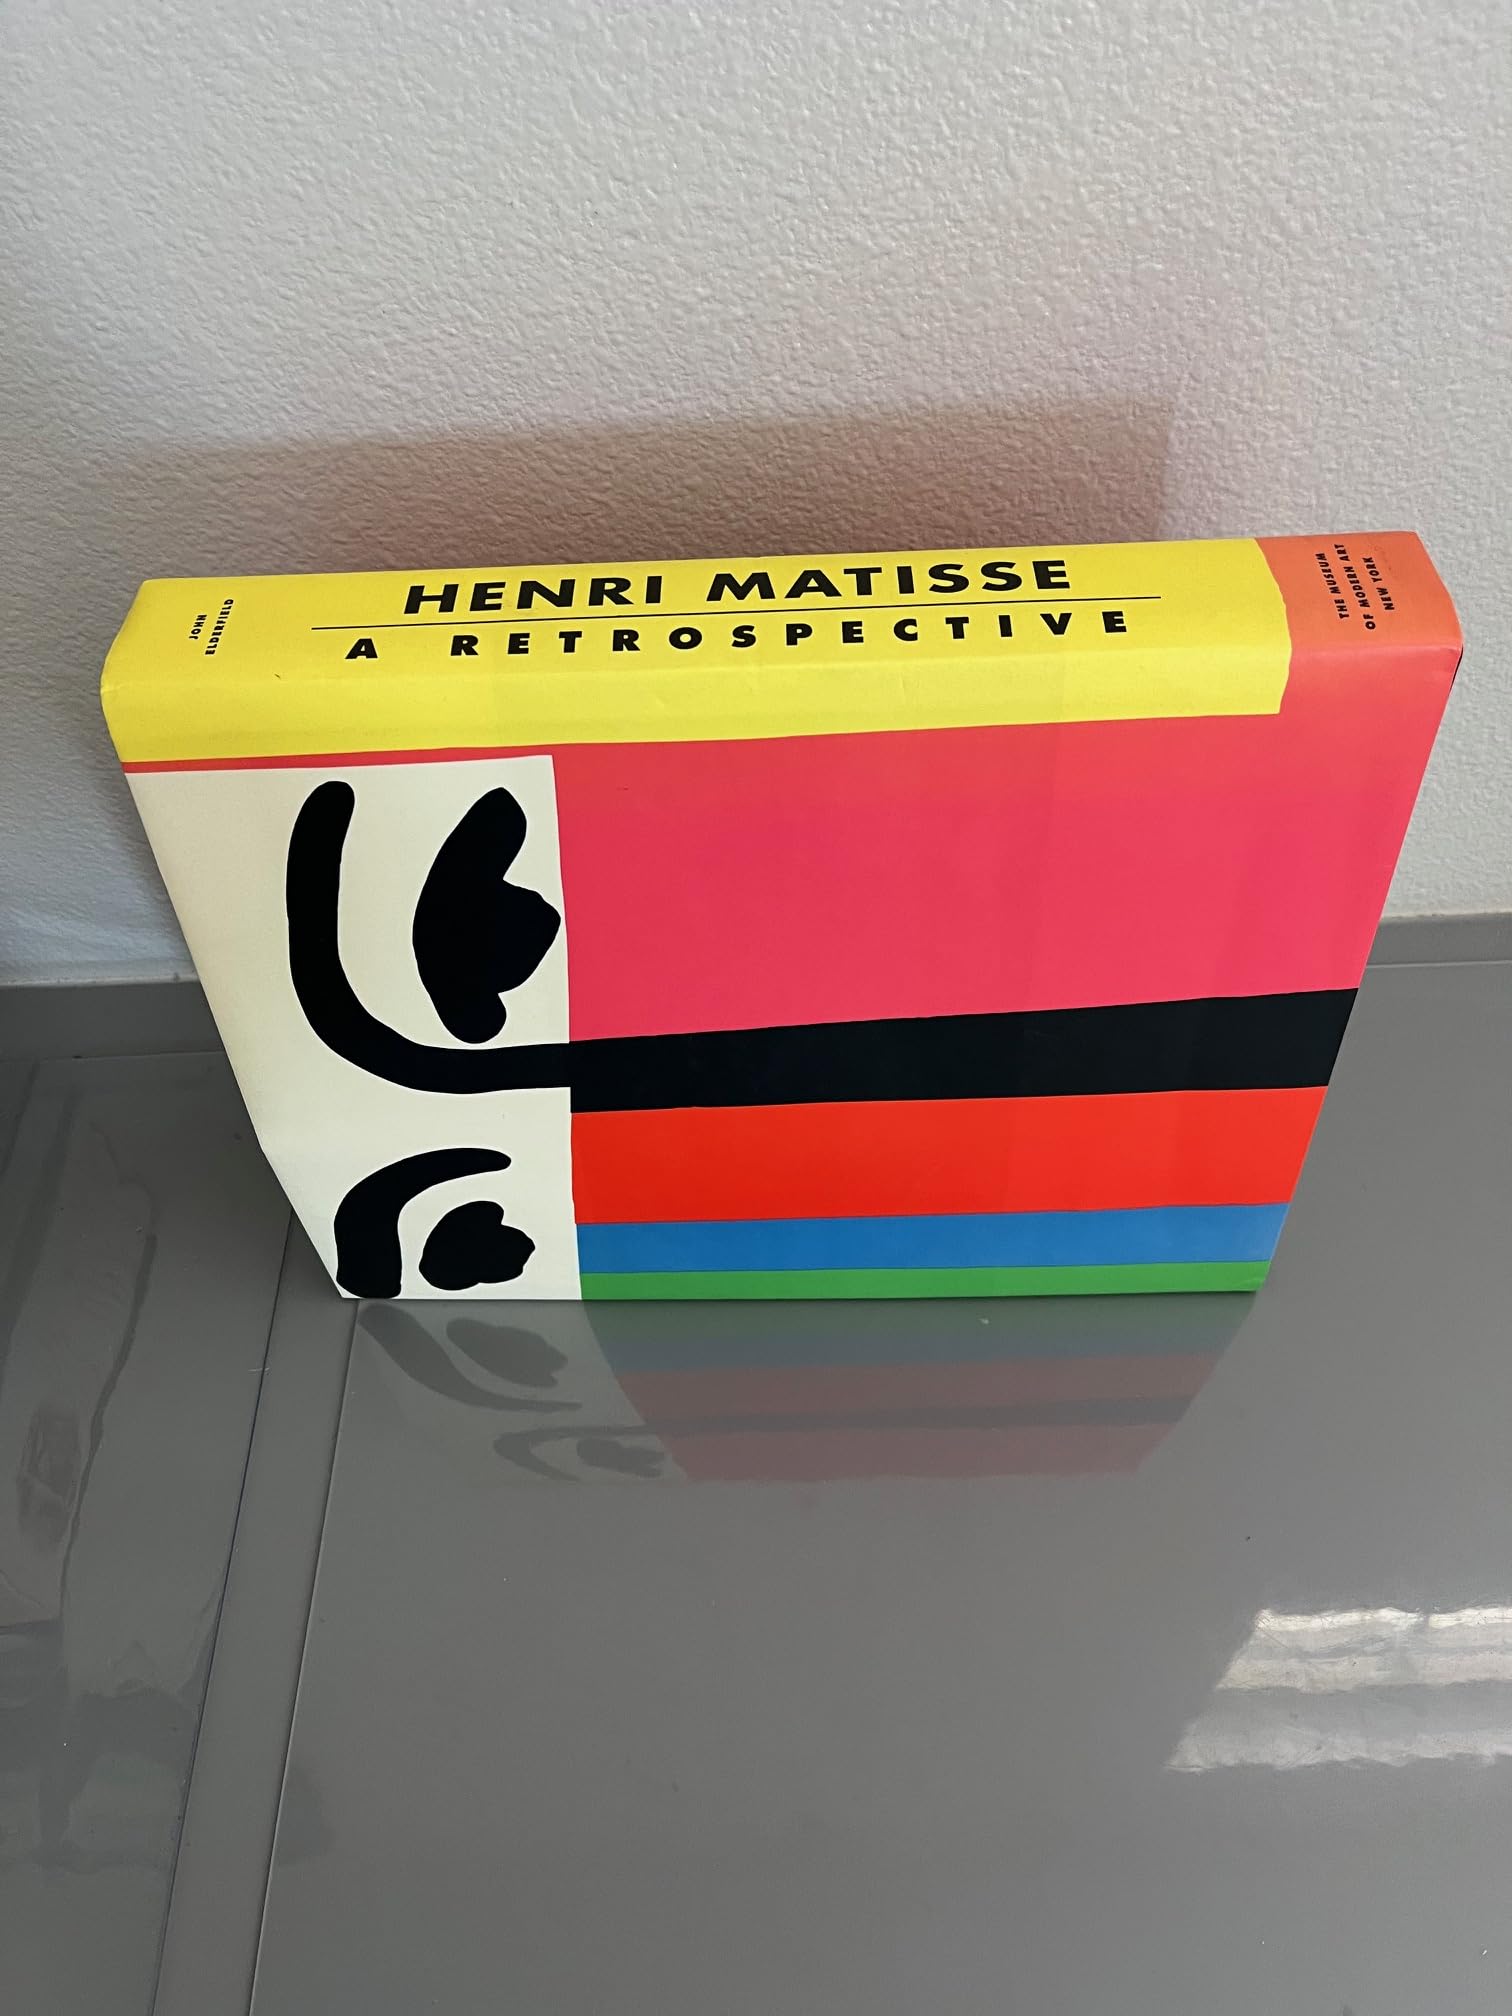 JOHN
ELDERFIELD
HENRI MATISSE
A RETROSPECTIVE
THE MUSEUM
OF MODERN ART
NEW YORK